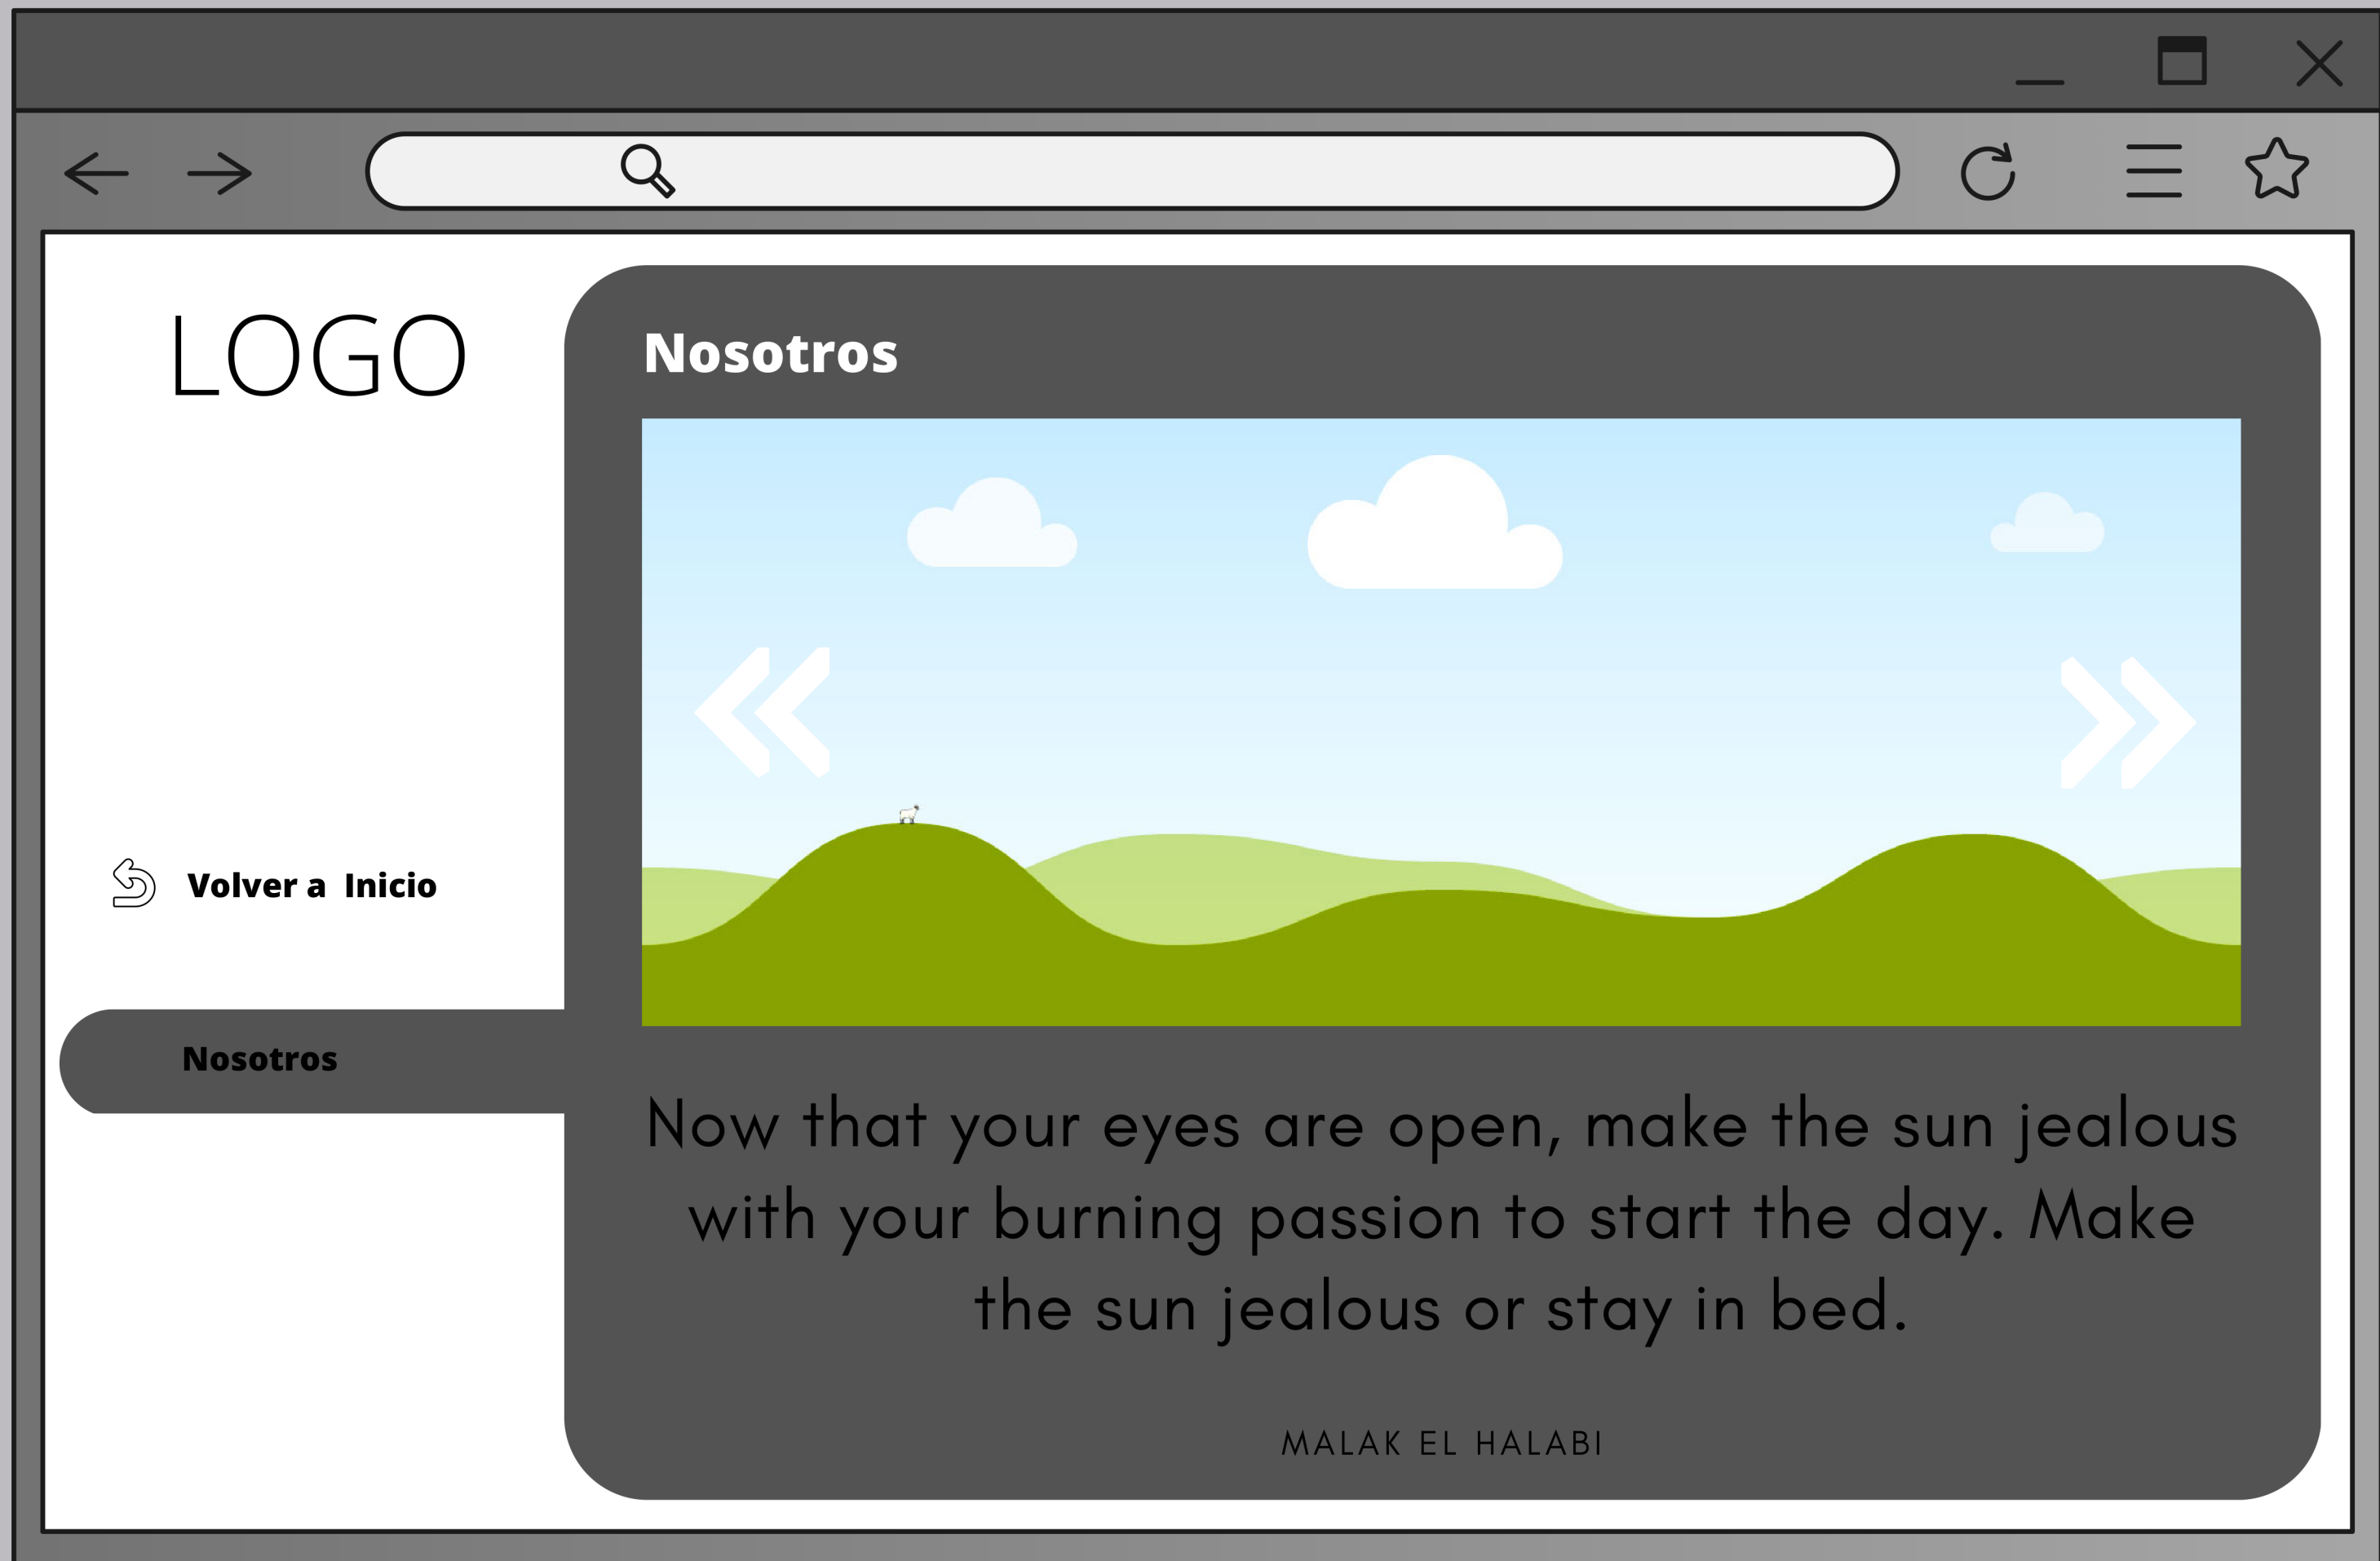 LOGO
Nosotros
Volver a Inicio
Nosotros
Now that your eyes are open, make the sun jealous
with your burning passion to start the day. Make
the sun jealous or stay in bed.
MALAK EL HALABI